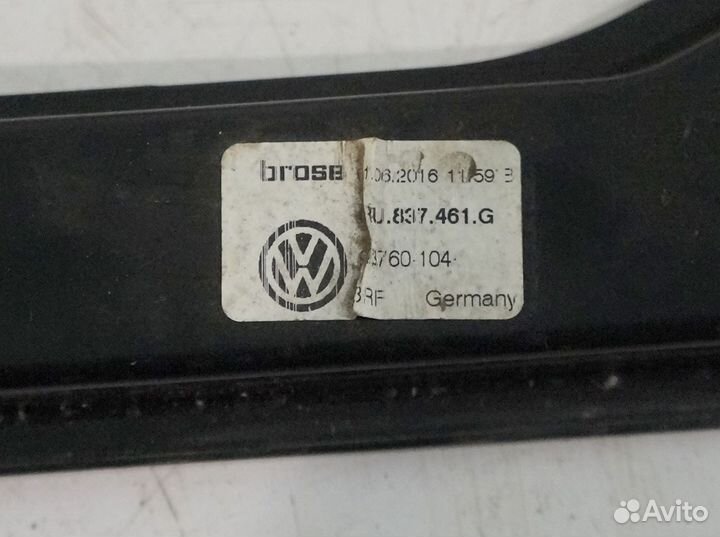 brose .06.2016 11:59 B
U.837.461.G
3760-104-
BRF Germany
Avito